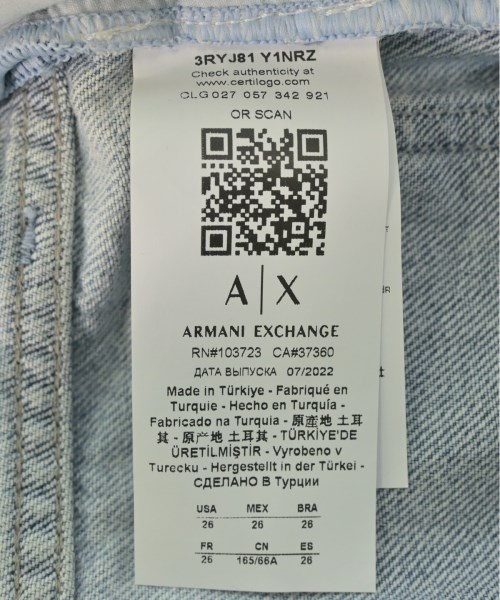 3RYJ81 Y1NRZ
Check authenticity at
www.certilogo.com
CLG 027 057 342 921
OR SCAN
A|X
ARMANI EXCHANGE
RN#103723 CA#37360
ДАТА ВЫПУСКА 07/2022
Made in Türkiye - Fabriqué en
Turquie - Hecho en Turquía -
Fabricado na Turquia - 原産地 土耳
其 - 原产地 土耳其 - TÜRKİYE'DE
ÜRETİLMİŞTİR - Vyrobeno v
Turecku - Hergestellt in der Türkei -
СДЕЛАНО В Турции
USA MEX BRA
26 26 26
FR CN ES
26 165/66A 26